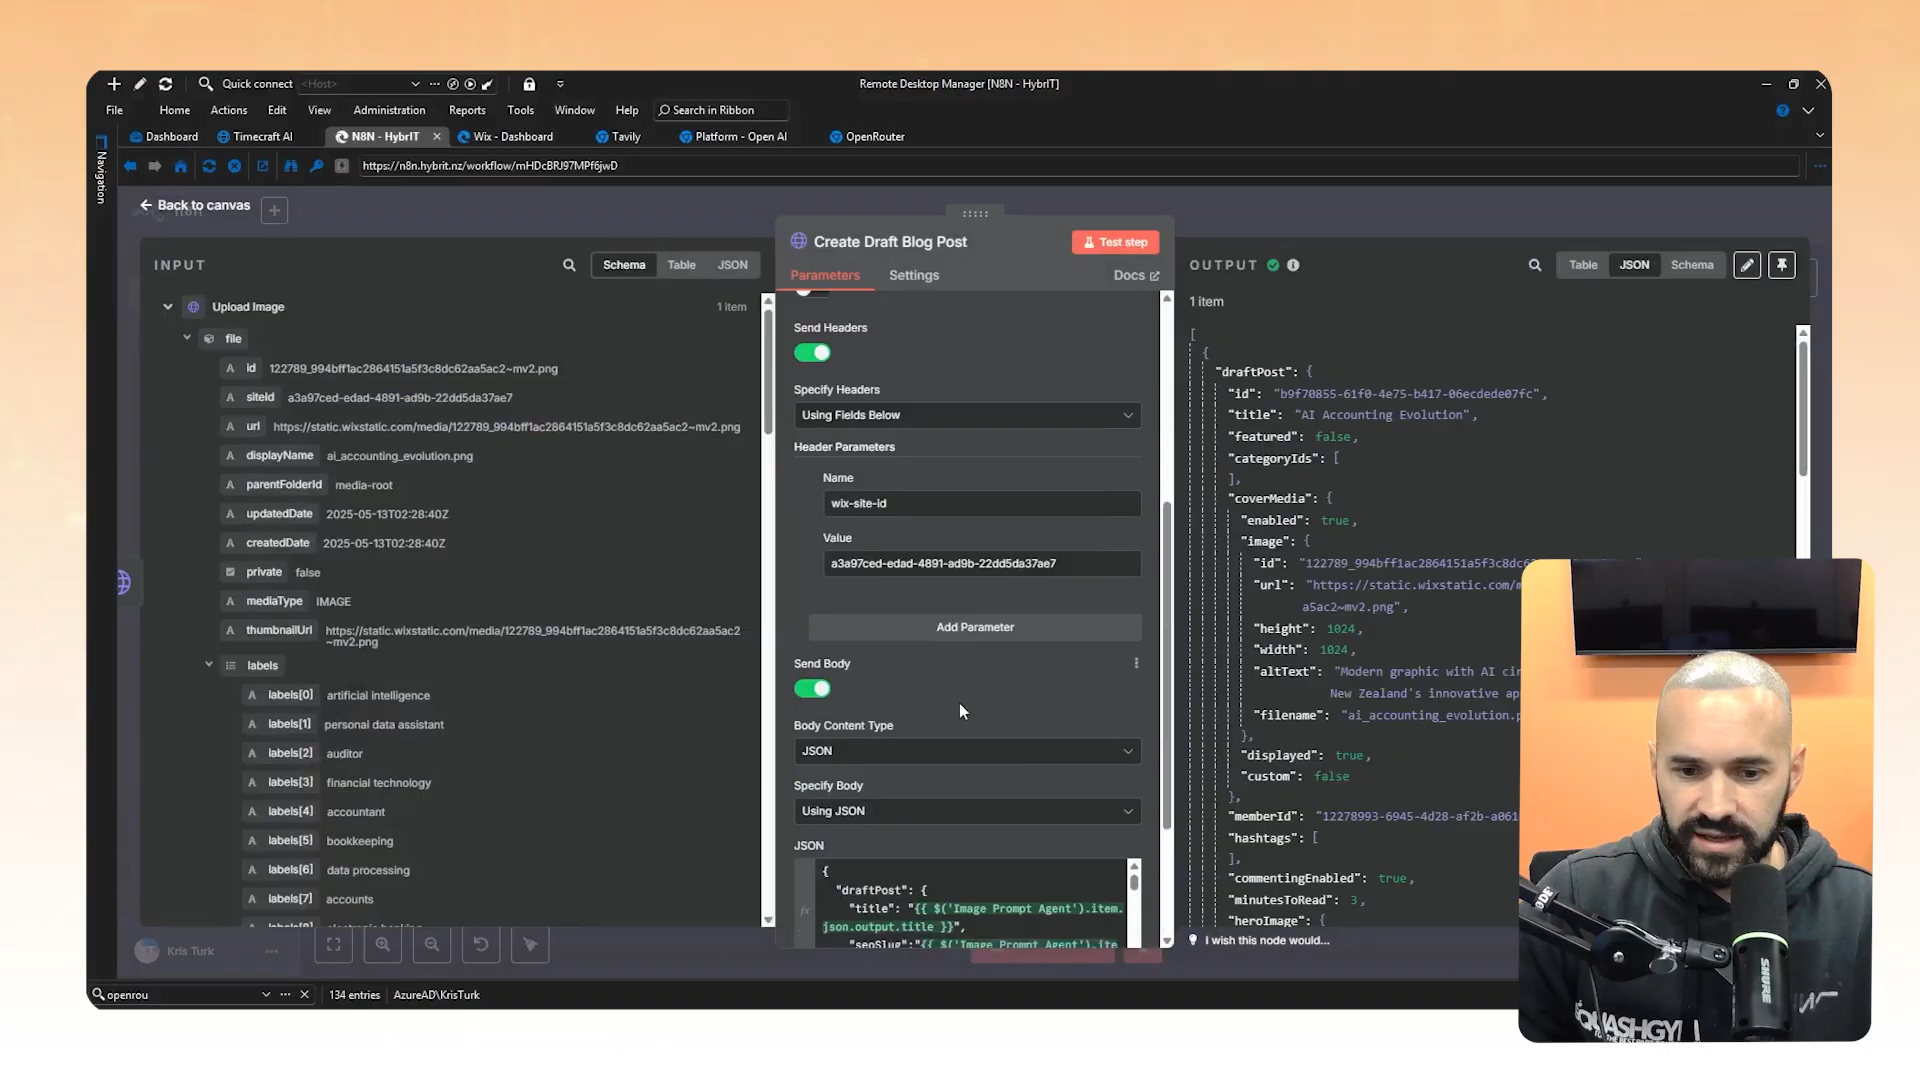 Quick connect <Host>
Remote Desktop Manager [N8N - HybrIT]
File Home Actions Edit View Administration Reports Tools Window Help Search in Ribbon
Dashboard Timecraft AI N8N - HybrIT Wix - Dashboard Tavily Platform - Open AI OpenRouter
Navigation
https://n8n.hybrit.nz/workflow/mHDcBRJ97MPf6jwD
Back to canvas
INPUT
Schema Table JSON
Upload Image 1 item
file
A id 122789_994bff1ac2864151a5f3c8dc62aa5ac2~mv2.png
A siteId a3a97ced-edad-4891-ad9b-22dd5da37ae7
A url https://static.wixstatic.com/media/122789_994bff1ac2864151a5f3c8dc62aa5ac2~mv2.png
A displayName ai_accounting_evolution.png
A parentFolderId media-root
A updatedDate 2025-05-13T02:28:40Z
A createdDate 2025-05-13T02:28:40Z
private false
A mediaType IMAGE
A thumbnailUrl https://static.wixstatic.com/media/122789_994bff1ac2864151a5f3c8dc62aa5ac2
~mv2.png
labels
A labels[0] artificial intelligence
A labels[1] personal data assistant
A labels[2] auditor
A labels[3] financial technology
A labels[4] accountant
A labels[5] bookkeeping
A labels[6] data processing
A labels[7] accounts
Create Draft Blog Post
Test step
Parameters Settings Docs
Send Headers
Specify Headers
Using Fields Below
Header Parameters
Name
wix-site-id
Value
a3a97ced-edad-4891-ad9b-22dd5da37ae7
Add Parameter
Send Body
Body Content Type
JSON
Specify Body
Using JSON
JSON
fx
{
"draftPost": {
"title": "{{ $('Image Prompt Agent').item.
json.output.title }}",
"seoSlug":"{{ $('Image Prompt Agent').ite
OUTPUT
Table JSON Schema
1 item
[
{
"draftPost": {
"id": "b9f70855-61f0-4e75-b417-06ecdede07fc",
"title": "AI Accounting Evolution",
"featured": false,
"categoryIds": [
],
"coverMedia": {
"enabled": true,
"image": {
"id": "122789_994bff1ac2864151a5f3c8dc62
"url": "https://static.wixstatic.com/m
a5ac2~mv2.png",
"height": 1024,
"width": 1024,
"altText": "Modern graphic with AI cir
New Zealand's innovative ap
"filename": "ai_accounting_evolution.p
},
"displayed": true,
"custom": false
},
"memberId": "12278993-6945-4d28-af2b-a061
"hashtags": [
],
"commentingEnabled": true,
"minutesToRead": 3,
"heroImage": {
I wish this node would...
Kris Turk
openrou
134 entries AzureAD\KrisTurk
SHURE